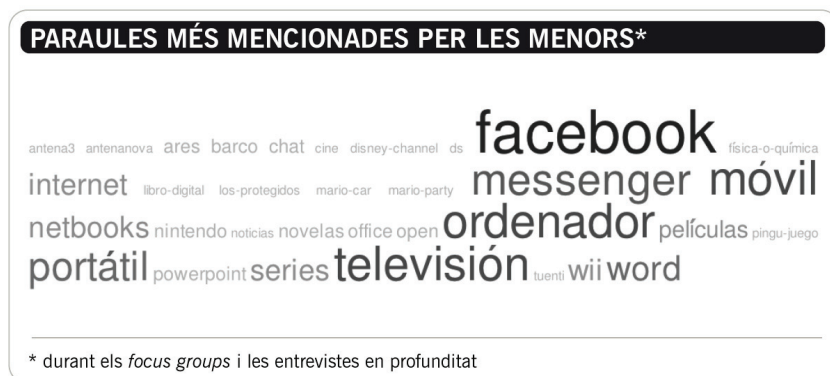 PARAULES MÉS MENCIONADES PER LES MENORS*
antena3 antenanova ares barco chat cine disney-channel ds facebook física-o-química
internet libro-digital los-protegidos mario-car mario-party messenger móvil
netbooks nintendo noticias novelas office open ordenador películas pingu-juego
portátil powerpoint series televisión tuenti wii word
* durant els focus groups i les entrevistes en profunditat